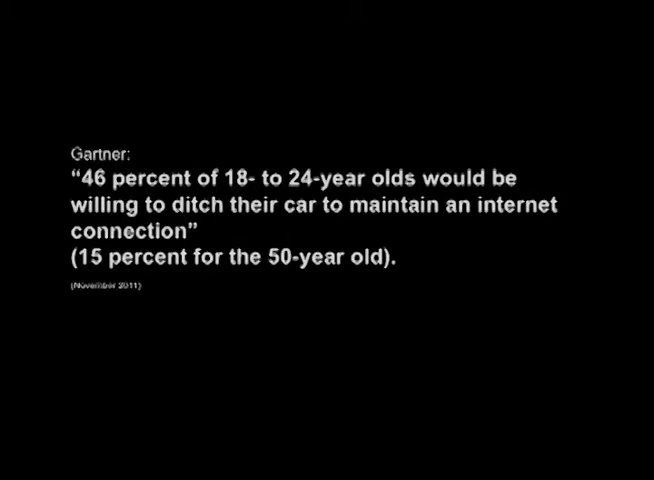 Gartner:
“46 percent of 18- to 24-year olds would be
willing to ditch their car to maintain an internet
connection”
(15 percent for the 50-year old).
(November 2011)